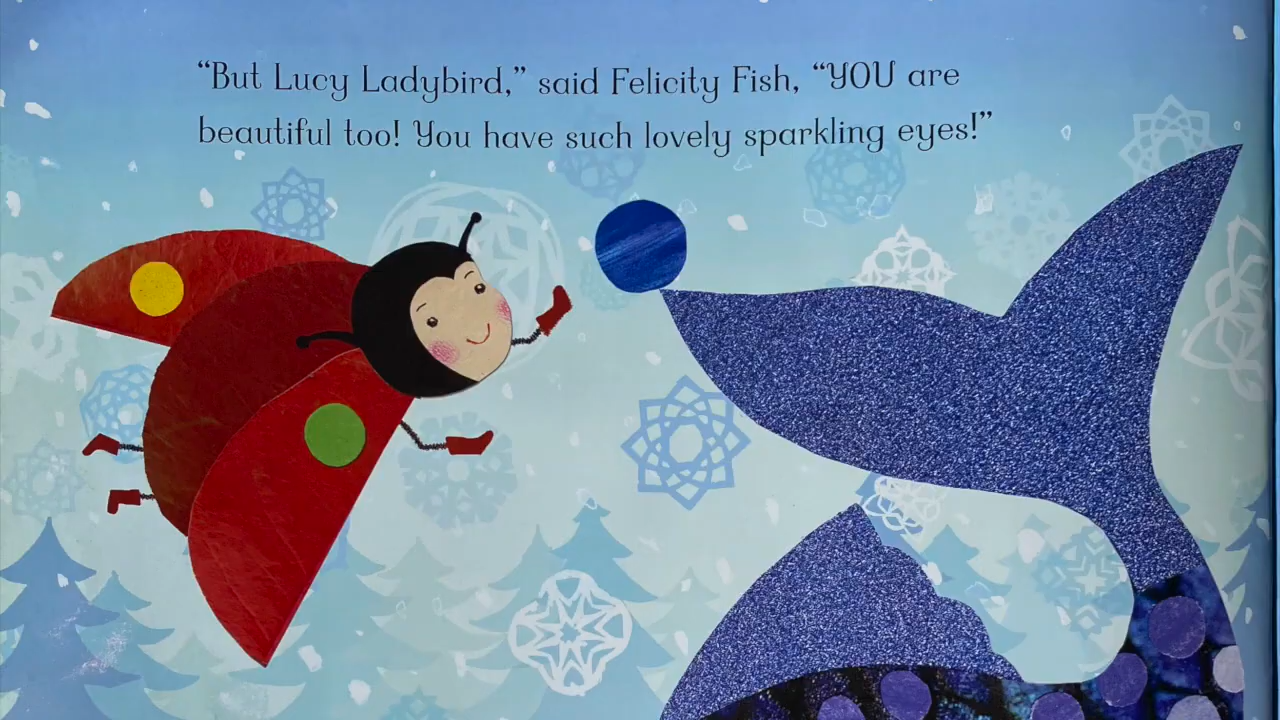 “But Lucy Ladybird,” said Felicity Fish, “YOU are
beautiful too! You have such lovely sparkling eyes!”